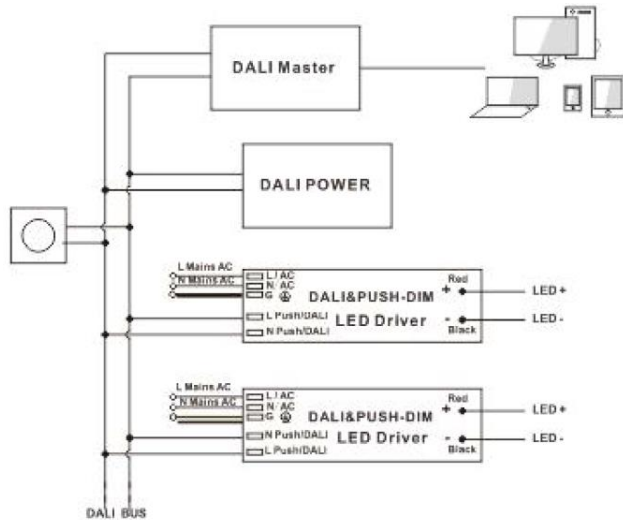 DALI Master
DALI POWER
L Mains AC
N Mains AC
L/AC
N/AC
G
L Push/DALI
N Push/DALI
DALI&PUSH-DIM
LED Driver
Red
+
-
Black
LED+
LED-
L Mains AC
N Mains AC
L/AC
N/AC
G
N Push/DALI
L Push/DALI
DALI&PUSH-DIM
LED Driver
Red
+
-
Black
LED+
LED-
DALI BUS